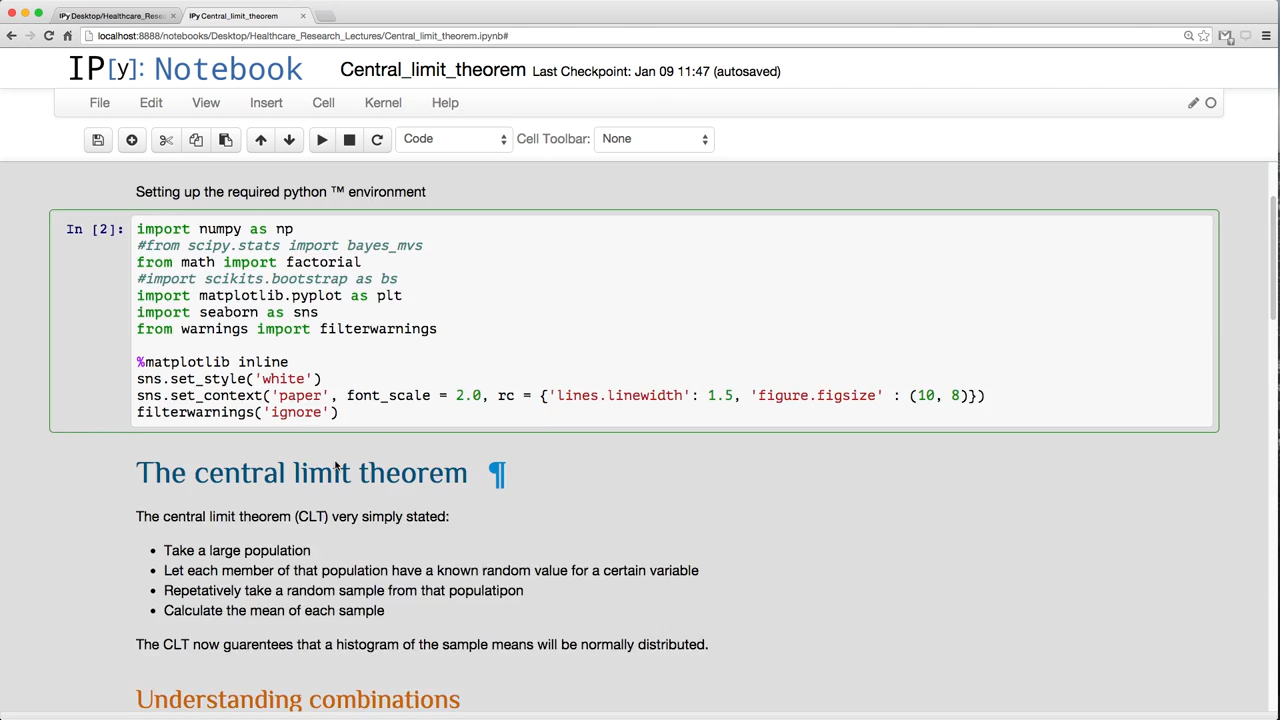 IPy Desktop/Healthcare_Rese
IPy Central_limit_theorem
localhost:8888/notebooks/Desktop/Healthcare_Research_Lectures/Central_limit_theorem.ipynb#
IP[y]: Notebook
Central_limit_theorem Last Checkpoint: Jan 09 11:47 (autosaved)
File Edit View Insert Cell Kernel Help
Code Cell Toolbar: None
Setting up the required python ™ environment
In [2]:
import numpy as np
#from scipy.stats import bayes_mvs
from math import factorial
#import scikits.bootstrap as bs
import matplotlib.pyplot as plt
import seaborn as sns
from warnings import filterwarnings
%matplotlib inline
sns.set_style('white')
sns.set_context('paper', font_scale = 2.0, rc = {'lines.linewidth': 1.5, 'figure.figsize' : (10, 8)})
filterwarnings('ignore')
The central limit theorem ¶
The central limit theorem (CLT) very simply stated:
• Take a large population
• Let each member of that population have a known random value for a certain variable
• Repetatively take a random sample from that populatipon
• Calculate the mean of each sample
The CLT now guarentees that a histogram of the sample means will be normally distributed.
Understanding combinations